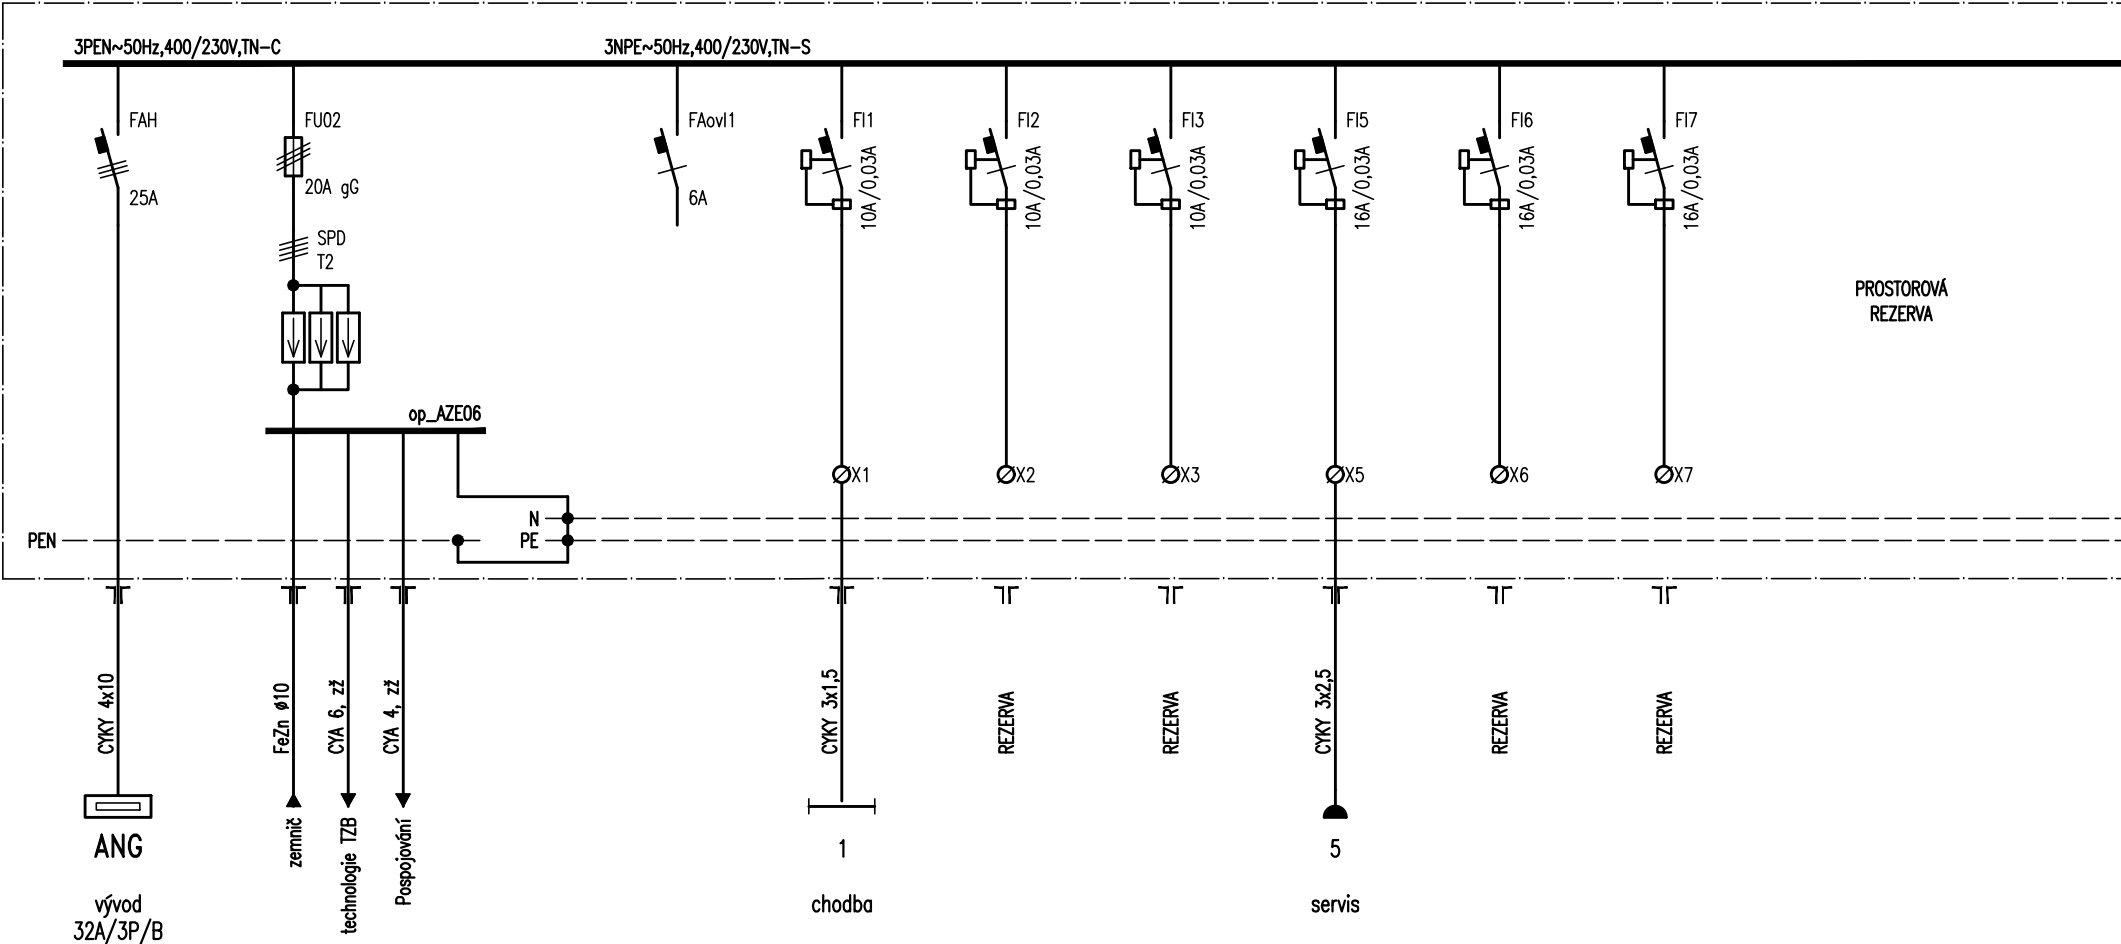 3PEN~50Hz,400/230V,TN-C
3NPE~50Hz,400/230V,TN-S
FAH
25A
FU02
20A gG
SPD
T2
FAovl1
6A
FI1
10A/0,03A
FI2
10A/0,03A
FI3
10A/0,03A
FI5
16A/0,03A
FI6
16A/0,03A
FI7
16A/0,03A
PROSTOROVÁ
REZERVA
op_AZE06
X1
X2
X3
X5
X6
X7
N
PEN
PE
CYKY 4x10
FeZn ø10
CYA 6, zž
CYA 4, zž
CYKY 3x1,5
REZERVA
REZERVA
CYKY 3x2,5
REZERVA
REZERVA
ANG
vývod
32A/3P/B
zemnič
technologie TZB
Pospojování
1
chodba
5
servis